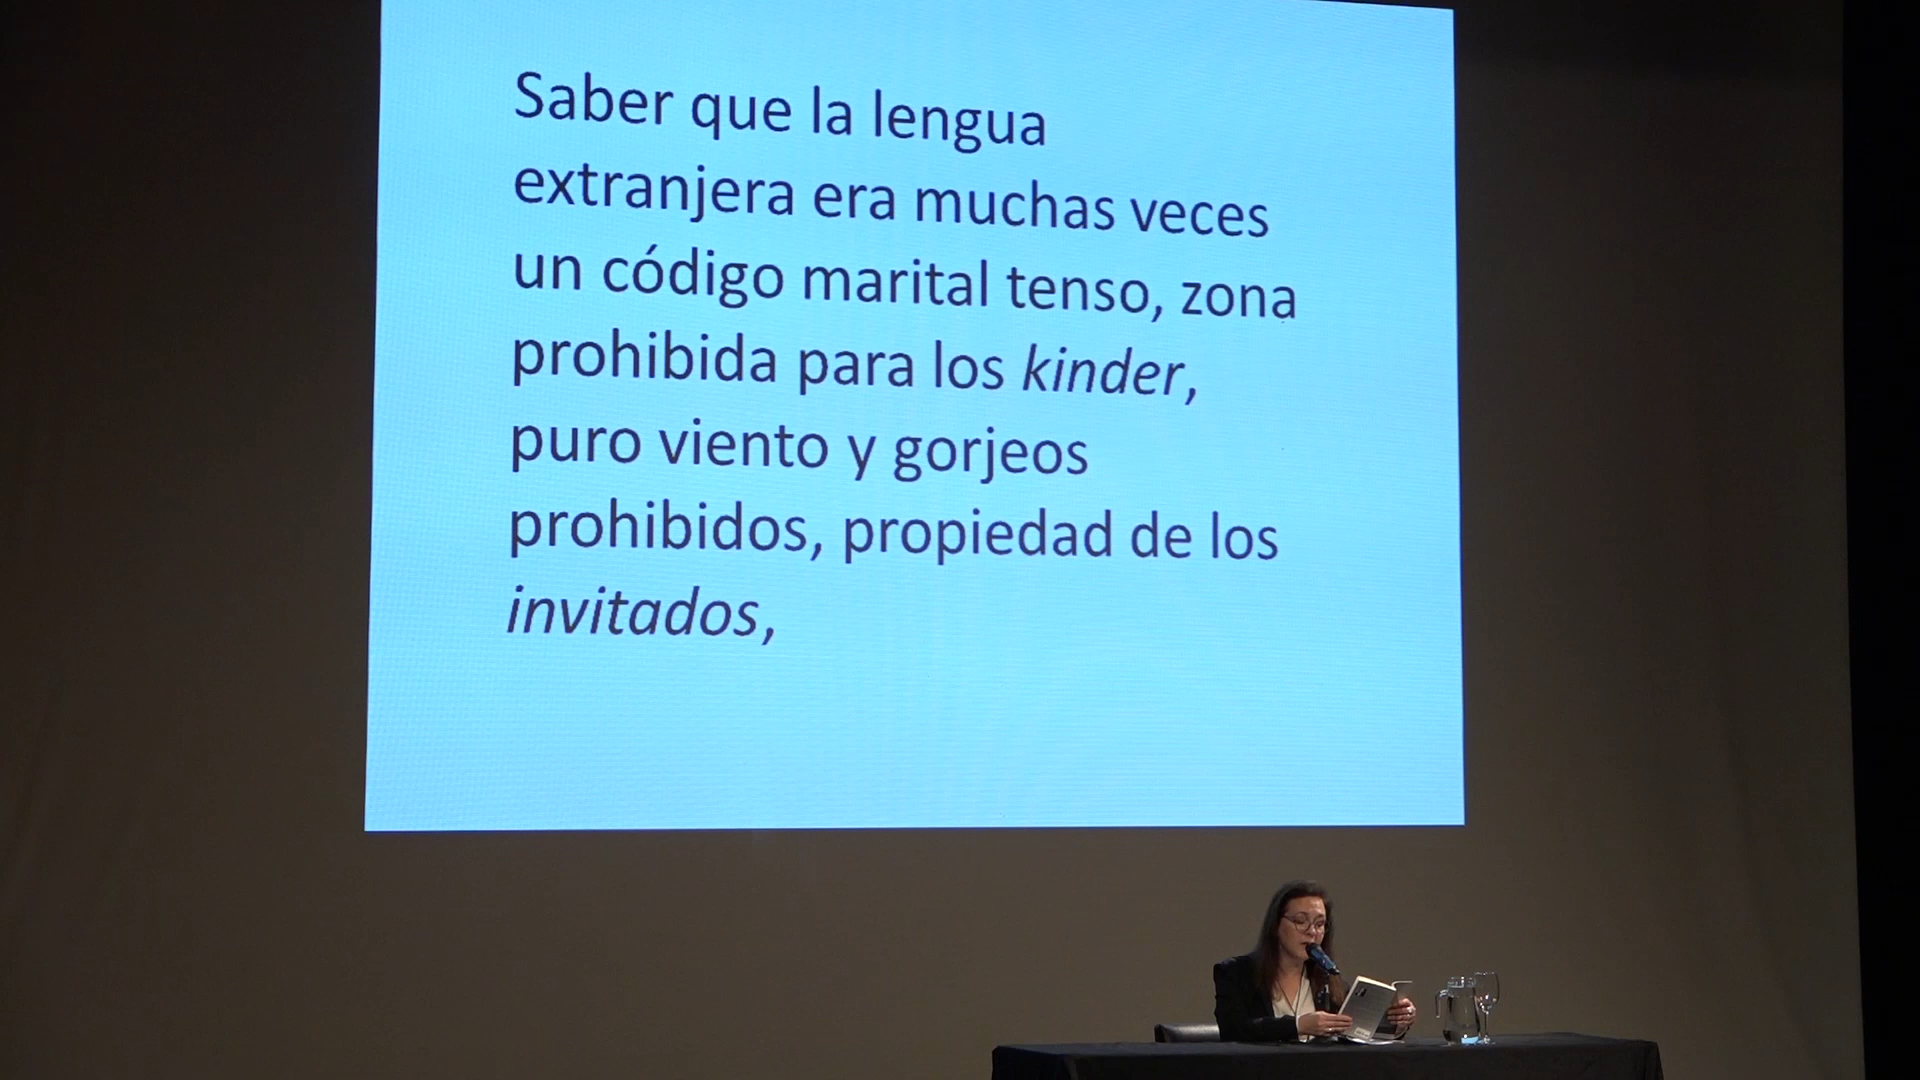 Saber que la lengua
extranjera era muchas veces
un código marital tenso, zona
prohibida para los kinder,
puro viento y gorjeos
prohibidos, propiedad de los
invitados,